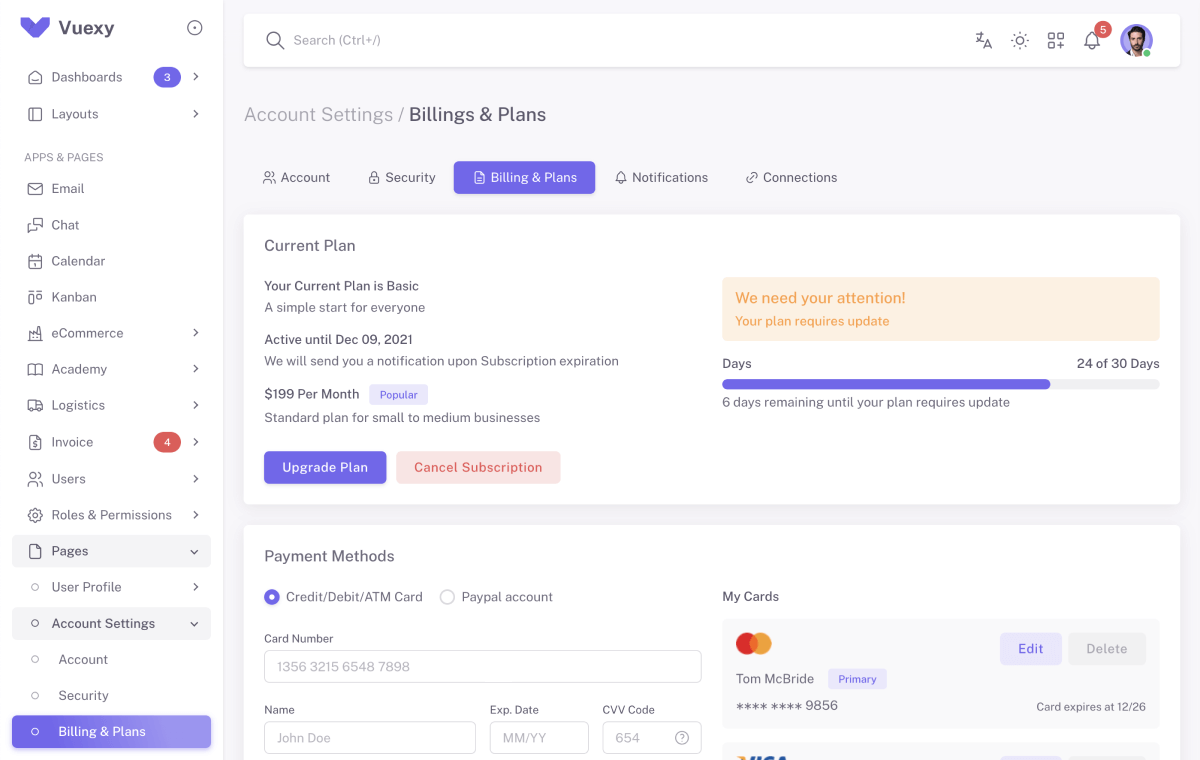 Vuexy
Dashboards 3
Layouts
APPS & PAGES
Email
Chat
Calendar
Kanban
eCommerce
Academy
Logistics
Invoice 4
Users
Roles & Permissions
Pages
User Profile
Account Settings
Account
Security
Billing & Plans
Search (Ctrl+/)
5
Account Settings / Billings & Plans
Account Security Billing & Plans Notifications Connections
Current Plan
Your Current Plan is Basic
A simple start for everyone
Active until Dec 09, 2021
We will send you a notification upon Subscription expiration
$199 Per Month Popular
Standard plan for small to medium businesses
Upgrade Plan Cancel Subscription
We need your attention!
Your plan requires update
Days 24 of 30 Days
6 days remaining until your plan requires update
Payment Methods
Credit/Debit/ATM Card Paypal account
Card Number
1356 3215 6548 7898
Name Exp. Date CVV Code
John Doe MM/YY 654
My Cards
Edit Delete
Tom McBride Primary
∗∗∗∗ ∗∗∗∗ 9856 Card expires at 12/26
VISA